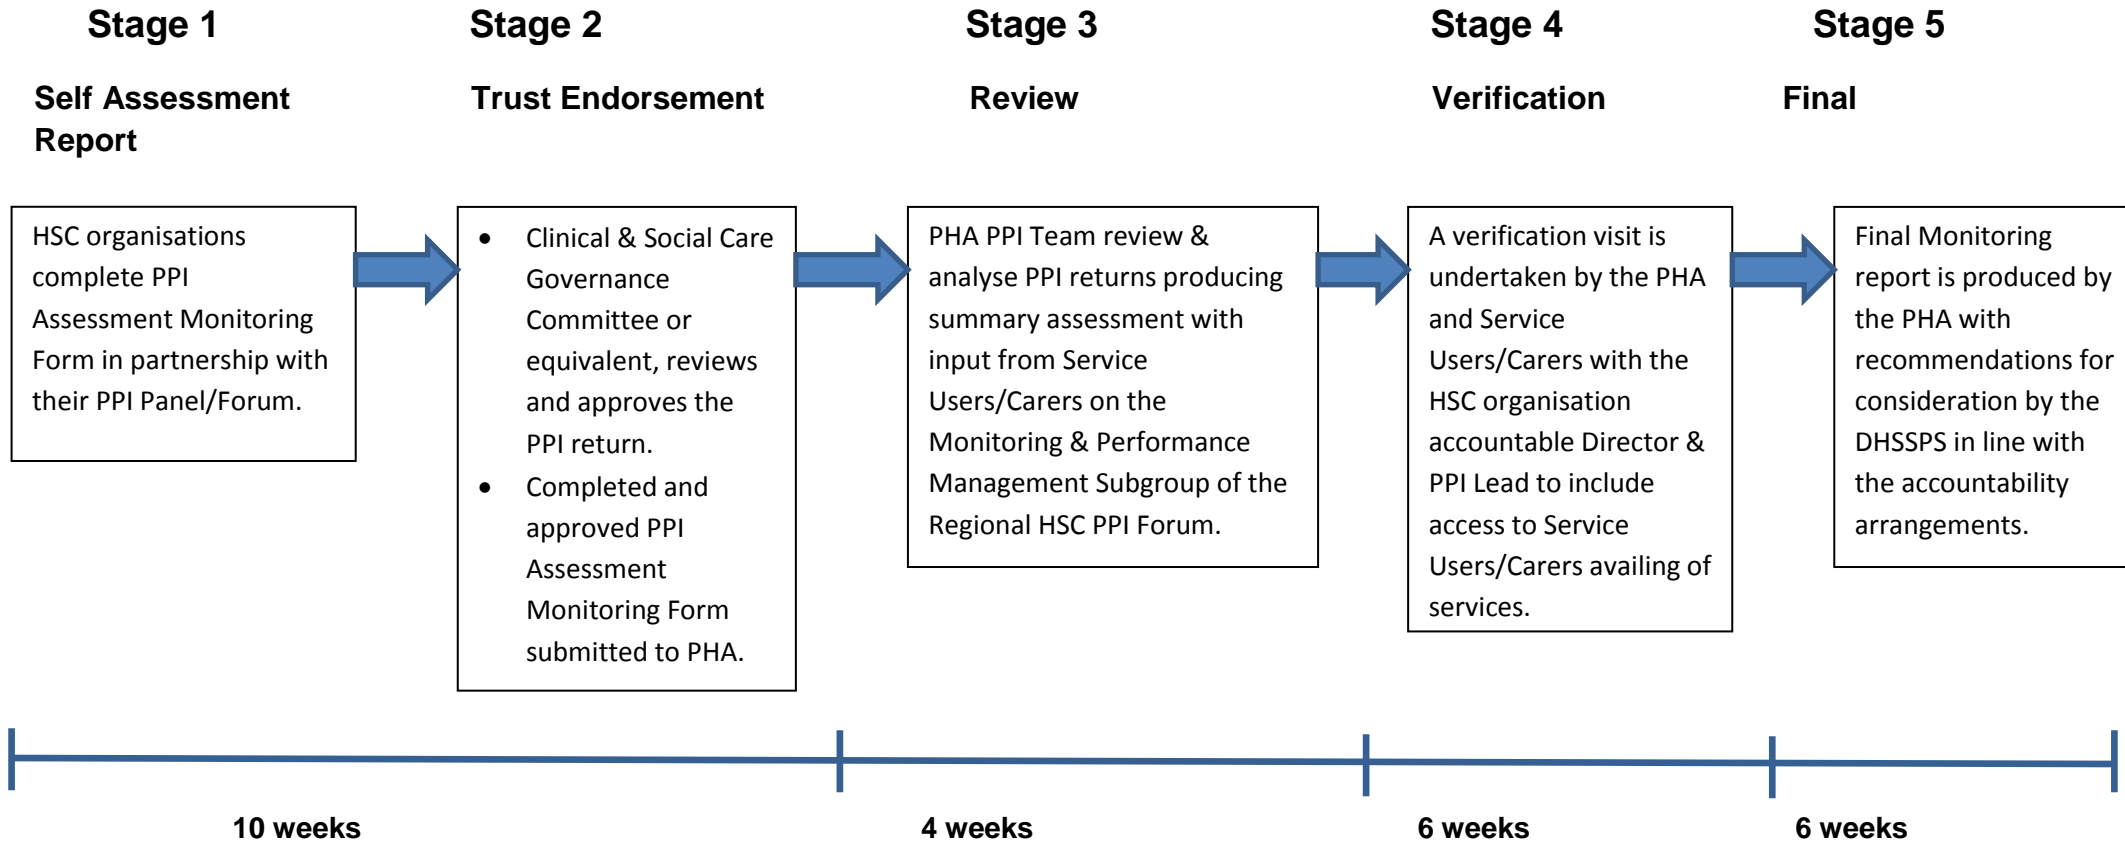 Stage 1
Stage 2
Stage 3
Stage 4
Stage 5
Self Assessment
Report
Trust Endorsement
Review
Verification
Final
HSC organisations
complete PPI
Assessment Monitoring
Form in partnership with
their PPI Panel/Forum.
• Clinical & Social Care
Governance
Committee or
equivalent, reviews
and approves the
PPI return.
• Completed and
approved PPI
Assessment
Monitoring Form
submitted to PHA.
PHA PPI Team review &
analyse PPI returns producing
summary assessment with
input from Service
Users/Carers on the
Monitoring & Performance
Management Subgroup of the
Regional HSC PPI Forum.
A verification visit is
undertaken by the PHA
and Service
Users/Carers with the
HSC organisation
accountable Director &
PPI Lead to include
access to Service
Users/Carers availing of
services.
Final Monitoring
report is produced by
the PHA with
recommendations for
consideration by the
DHSSPS in line with
the accountability
arrangements.
10 weeks
4 weeks
6 weeks
6 weeks